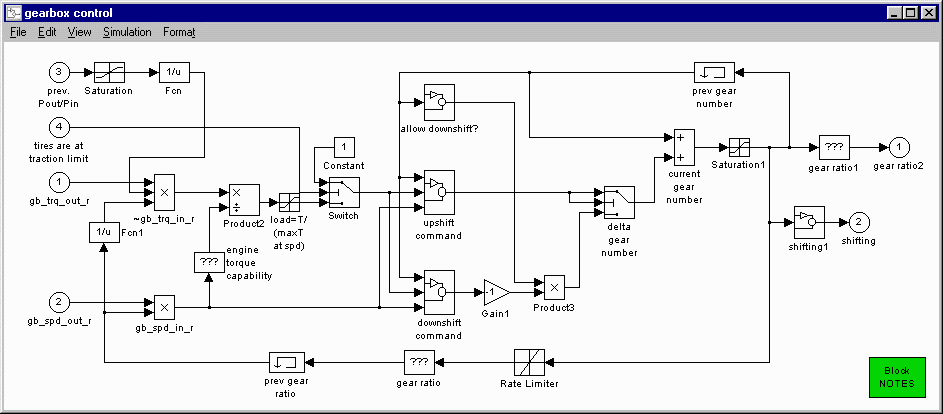 gearbox control
File Edit View Simulation Format
3
prev.
Pout/Pin
Saturation
1/u
Fcn
4
tires are at
traction limit
1
gb_trq_out_r
1/u
Fcn1
×
~gb_trq_in_r
×
÷
Product2
load=T/
(maxT
at spd)
1
Constant
Switch
???
engine
torque
capability
2
gb_spd_out_r
×
gb_spd_in_r
allow downshift?
upshift
command
downshift
command
-1
Gain1
×
Product3
delta
gear
number
prev gear
number
+
+
current
gear
number
Saturation1
???
gear ratio1
1
gear ratio2
shifting1
2
shifting
prev gear
ratio
???
gear ratio
Rate Limiter
Block
NOTES